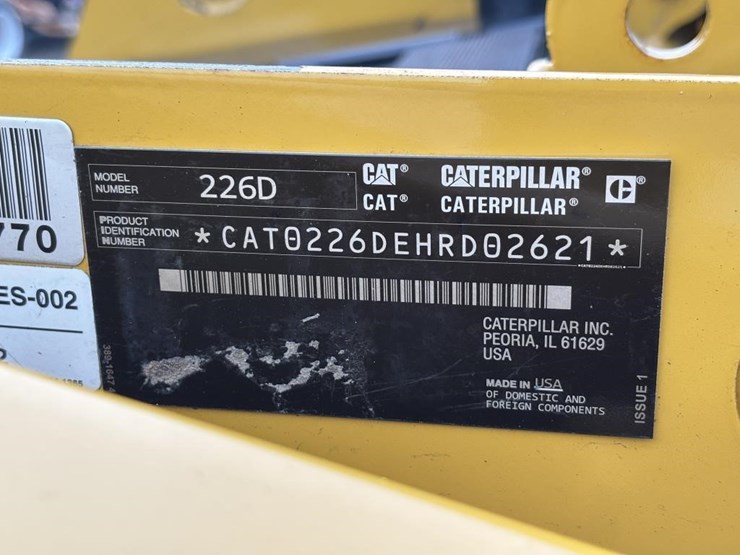 770
ES-002
MODEL
NUMBER
226D
CAT® CATERPILLAR® C®
CAT® CATERPILLAR®
PRODUCT
IDENTIFICATION
NUMBER
*CAT0226DEHRD02621*
CATERPILLAR INC.
PEORIA, IL 61629
USA
MADE IN USA
OF DOMESTIC AND
FOREIGN COMPONENTS
ISSUE 1